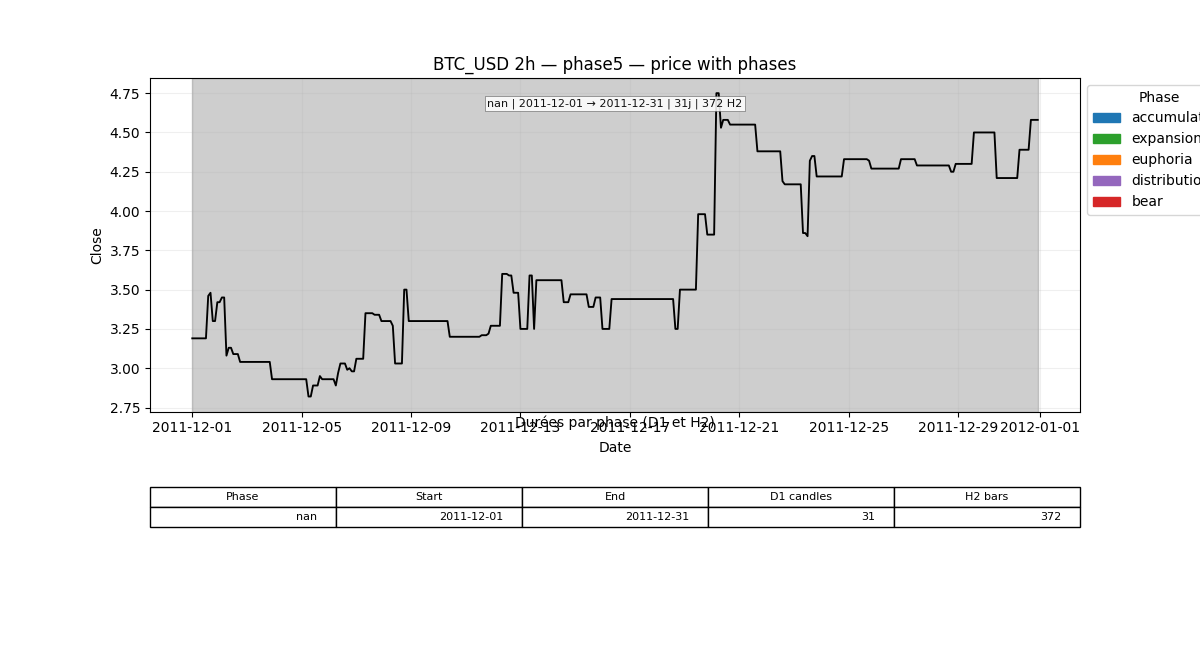 BTC_USD 2h — phase5 — price with phases
nan | 2011-12-01 → 2011-12-31 | 31j | 372 H2
4.75
4.50
4.25
4.00
3.75
3.50
3.25
3.00
2.75
Close
2011-12-01 2011-12-05 2011-12-09 2011-12-13 2011-12-17 2011-12-21 2011-12-25 2011-12-29 2012-01-01
Durées par phase (D1 et H2)
Date
Phase
accumulat
expansion
euphoria
distributio
bear
Phase Start End D1 candles H2 bars
nan 2011-12-01 2011-12-31 31 372